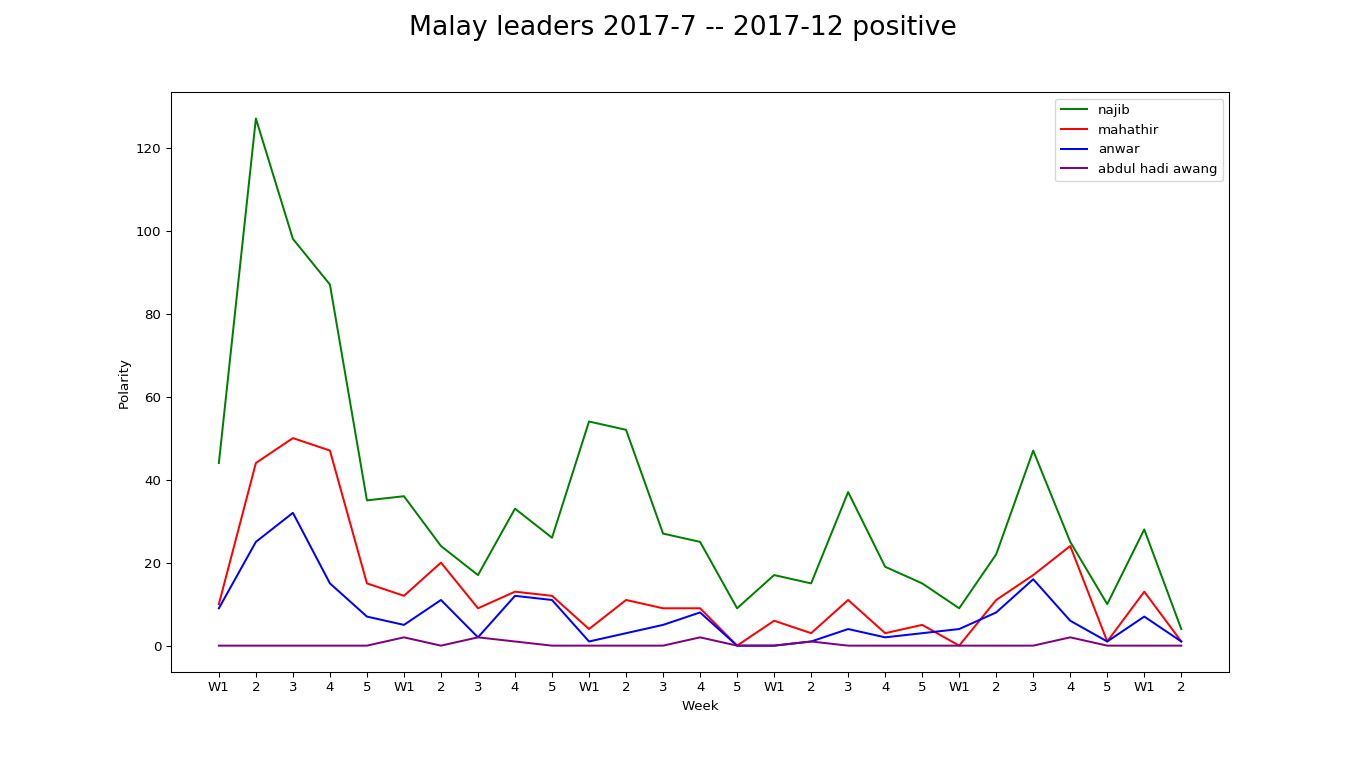 Malay leaders 2017-7 -- 2017-12 positive
najib
mahathir
anwar
abdul hadi awang
120
100
80
60
40
20
0
Polarity
W1 2 3 4 5 W1 2 3 4 5 W1 2 3 4 5 W1 2 3 4 5 W1 2 3 4 5 W1 2
Week